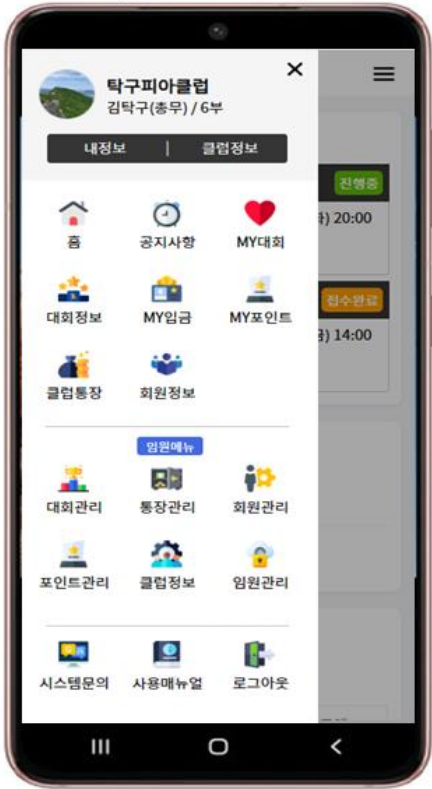 탁구피아클럽
김탁구(총무) / 6부
내정보 | 클럽정보
진행중
) 20:00
접수완료
) 14:00
홈 공지사항 MY대회
대회정보 MY입금 MY포인트
클럽통장 회원정보
임원메뉴
대회관리 통장관리 회원관리
포인트관리 클럽정보 임원관리
시스템문의 사용매뉴얼 로그아웃